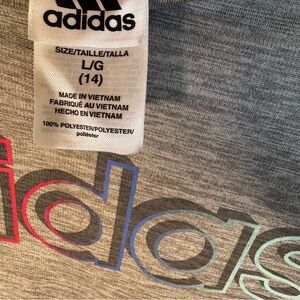 adidas
SIZE/TAILLE/TALLA
L/G
(14)
MADE IN VIETNAM
FABRIQUÉ AU VIETNAM
HECHO EN VIETNAM
100% POLYESTER/POLYESTER/
poliéster
idas